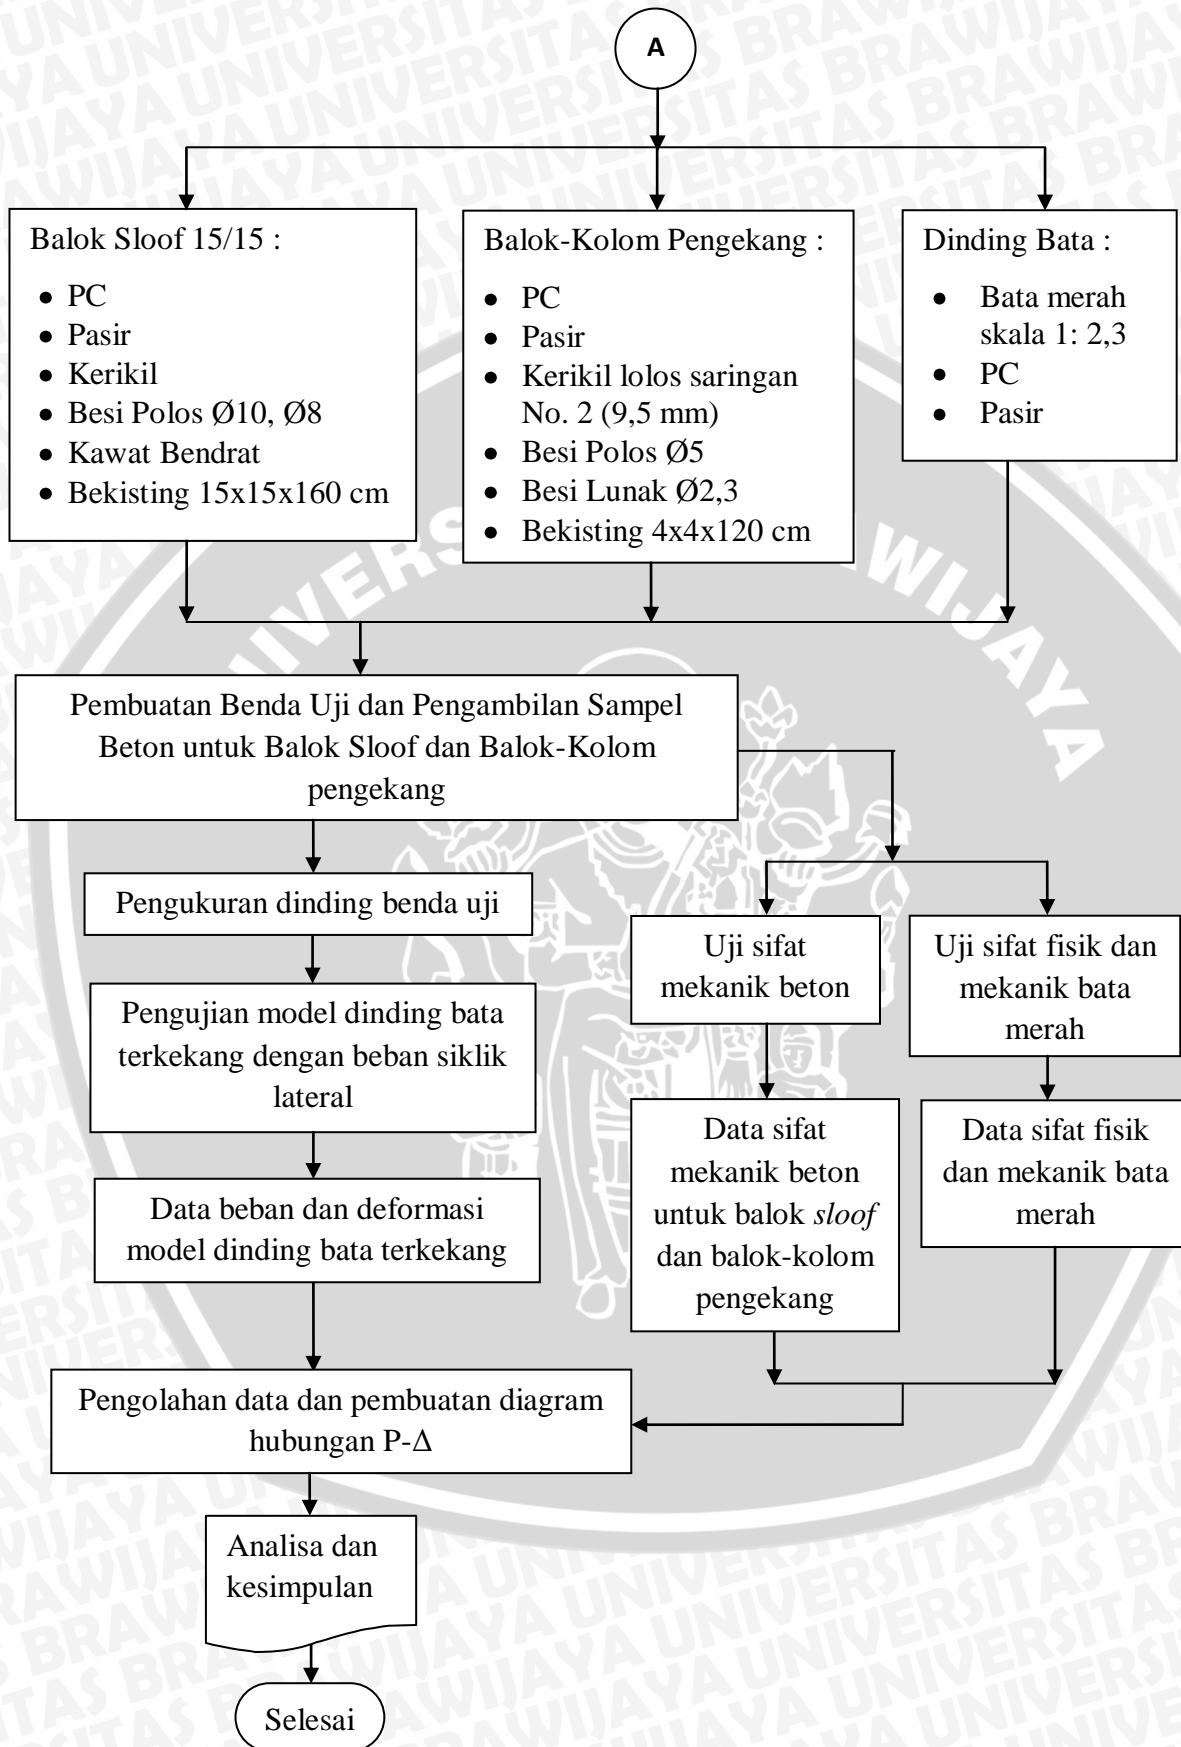 A
Balok Sloof 15/15 :
• PC
• Pasir
• Kerikil
• Besi Polos Ø10, Ø8
• Kawat Bendrat
• Bekisting 15x15x160 cm
Balok-Kolom Pengekang :
• PC
• Pasir
• Kerikil lolos saringan
No. 2 (9,5 mm)
• Besi Polos Ø5
• Besi Lunak Ø2,3
• Bekisting 4x4x120 cm
Dinding Bata :
• Bata merah
skala 1: 2,3
• PC
• Pasir
Pembuatan Benda Uji dan Pengambilan Sampel
Beton untuk Balok Sloof dan Balok-Kolom
pengekang
Pengukuran dinding benda uji
Pengujian model dinding bata
terkekang dengan beban siklik
lateral
Data beban dan deformasi
model dinding bata terkekang
Uji sifat
mekanik beton
Uji sifat fisik dan
mekanik bata
merah
Data sifat
mekanik beton
untuk balok sloof
dan balok-kolom
pengekang
Data sifat fisik
dan mekanik bata
merah
Pengolahan data dan pembuatan diagram
hubungan P-Δ
Analisa dan
kesimpulan
Selesai